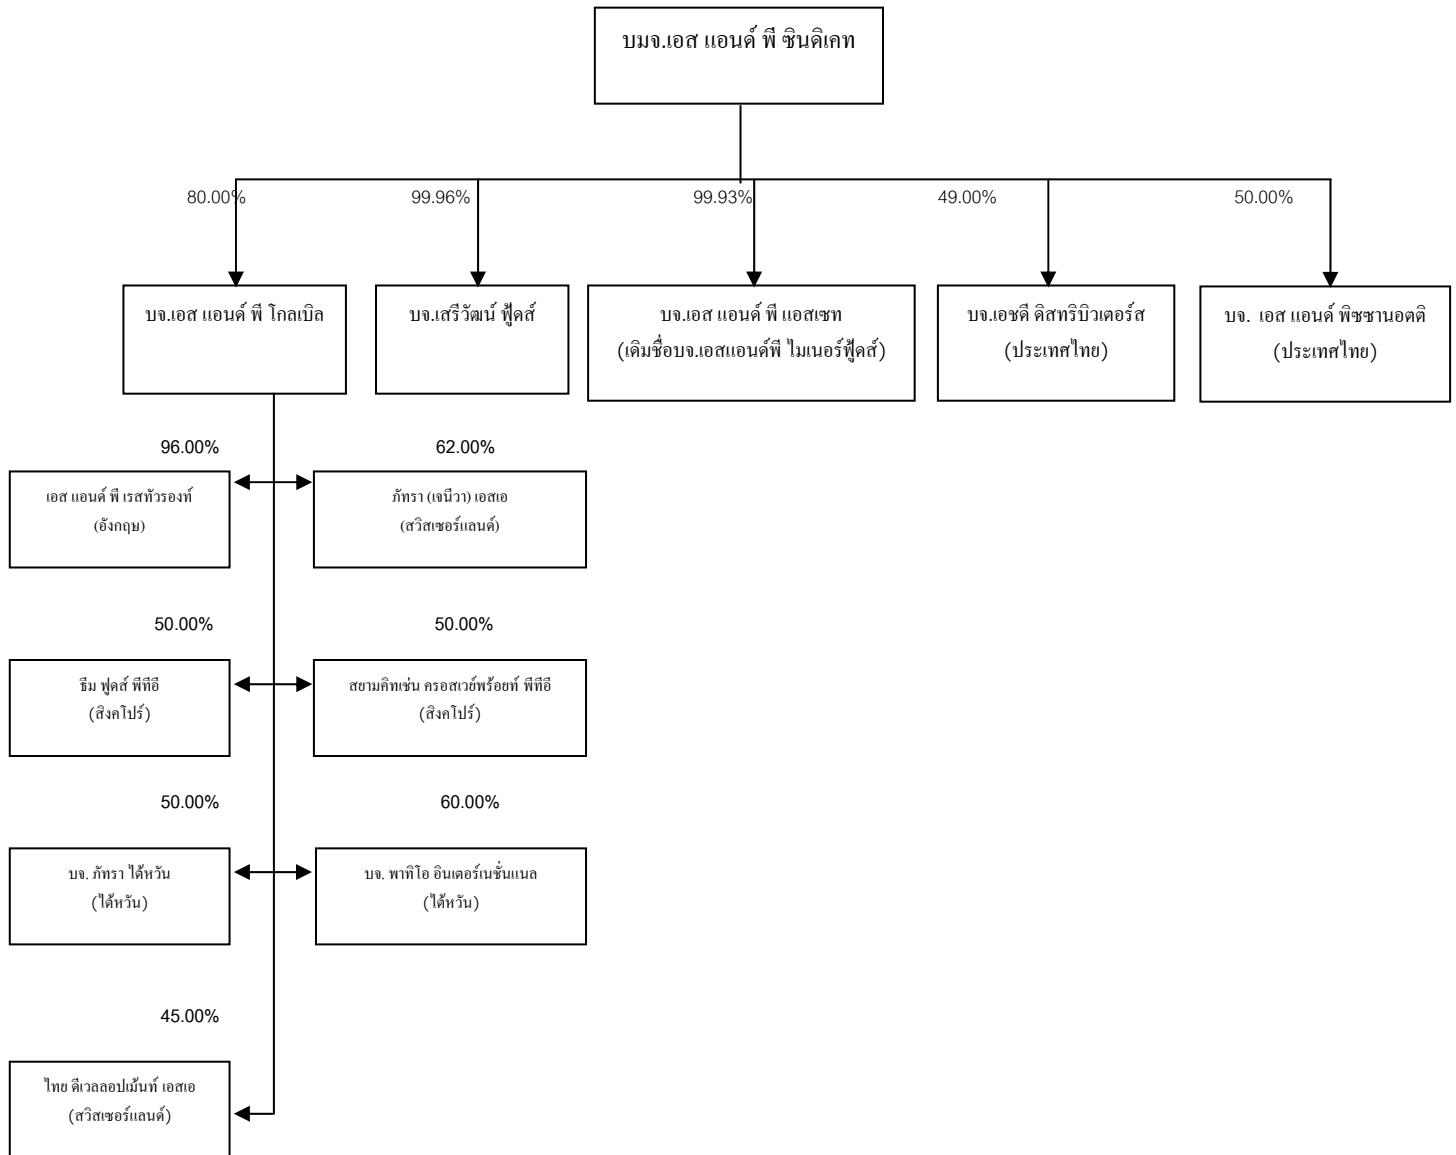 บมจ.เอส แอนด์ พี ซินดิเคท
80.00%
99.96%
99.93%
49.00%
50.00%
บจ.เอส แอนด์ พี โกลเบิล
บจ.เสรีวัฒน์ ฟู้ดส์
บจ.เอส แอนด์ พี แอสเซท
(เดิมชื่อบจ.เอสแอนด์พี ไมเนอร์ฟู้ดส์)
บจ.เอชดี ดิสทริบิวเตอร์ส
(ประเทศไทย)
บจ. เอส แอนด์ พิซซานอตติ
(ประเทศไทย)
96.00%
62.00%
เอส แอนด์ พี เรสทัวรองท์
(อังกฤษ)
ภัทรา (เจนีวา) เอสเอ
(สวิสเซอร์แลนด์)
50.00%
50.00%
ธีม ฟูดส์ พีทีอี
(สิงคโปร์)
สยามคิทเช่น ครอสเวย์พร้อยท์ พีทีอี
(สิงคโปร์)
50.00%
60.00%
บจ. ภัทรา ไต้หวัน
(ไต้หวัน)
บจ. พาทิโอ อินเตอร์เนชั่นแนล
(ไต้หวัน)
45.00%
ไทย ดีเวลลอปเม้นท์ เอสเอ
(สวิสเซอร์แลนด์)